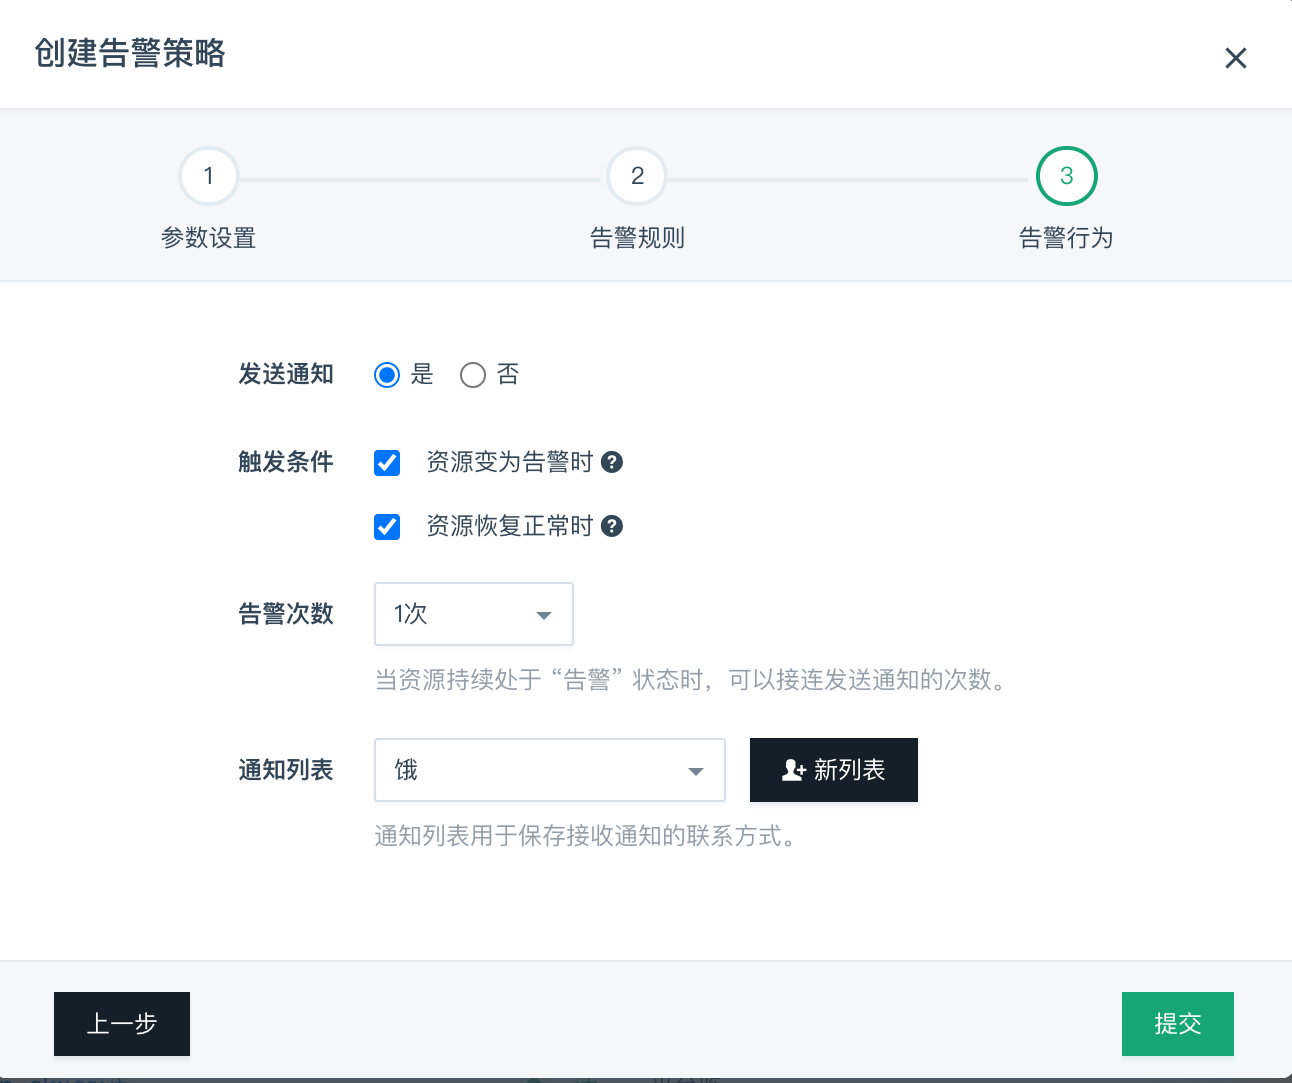 创建告警策略
1
2
3
参数设置
告警规则
告警行为
发送通知 是 否
触发条件 资源变为告警时
资源恢复正常时
告警次数 1次
当资源持续处于“告警”状态时，可以接连发送通知的次数。
通知列表 饿 新列表
通知列表用于保存接收通知的联系方式。
上一步 提交